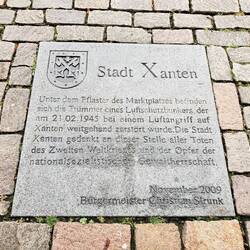 Stadt Xanten
Unter dem Pflaster des Marktplatzes befinden
sich die Trümmer eines Luftschutzbunkers, der
am 21.02.1945 bei einem Luftangriff auf
Xanten weitgehend zerstört wurde. Die Stadt
Xanten gedenkt an dieser Stelle aller Toten
des Zweiten Weltkrieges und der Opfer der
nationalsozialistischen Gewaltherrschaft.
November 2009
Bürgermeister Christian Strunk